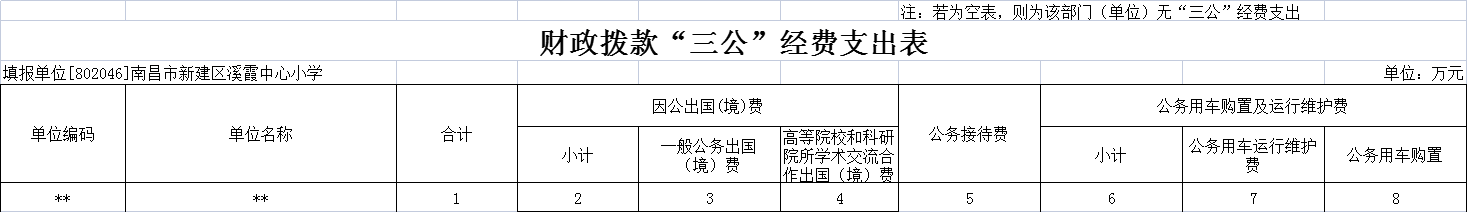 注：若为空表，则为该部门（单位）无“三公”经费支出
财政拨款“三公”经费支出表
填报单位[802046]南昌市新建区溪霞中心小学 单位：万元
单位编码 单位名称 合计 因公出国(境)费 公务接待费 公务用车购置及运行维护费
小计 一般公务出国（境）费 高等院校和科研院所学术交流合作出国（境）费 小计 公务用车运行维护费 公务用车购置
** ** 1 2 3 4 5 6 7 8